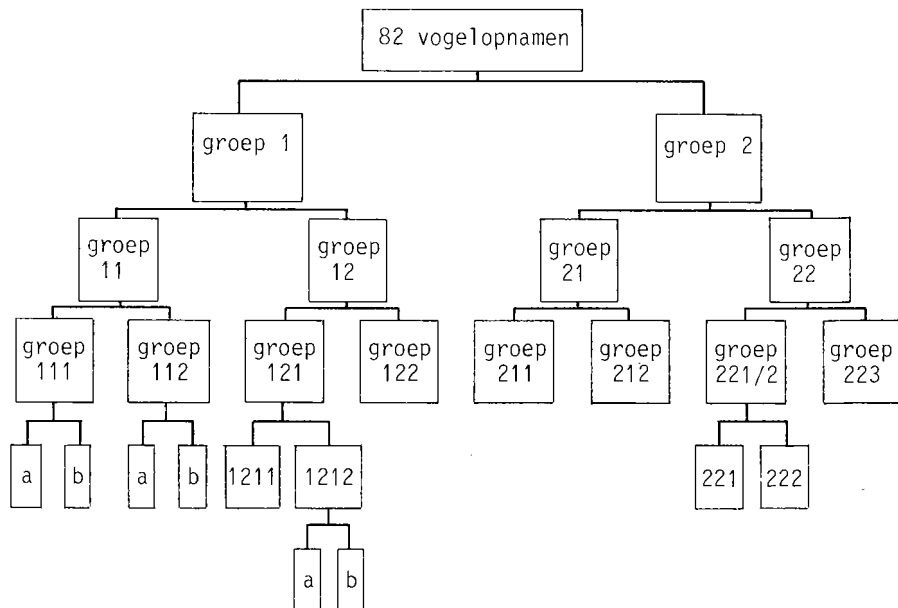 82 vogelopnamen
groep 1
groep 2
groep
11
groep
12
groep
21
groep
22
groep
111
groep
112
groep
121
groep
122
groep
211
groep
212
groep
221/2
groep
223
a
b
a
b
1211
1212
221
222
a
b